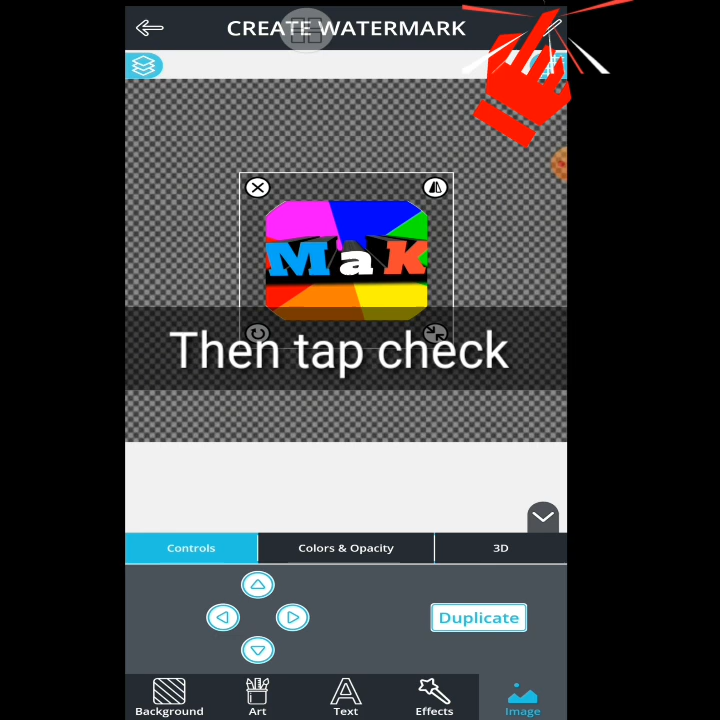 CREATE WATERMARK
MaK
Then tap check
Controls
Colors & Opacity
3D
Duplicate
Background
Art
Text
Effects
Image